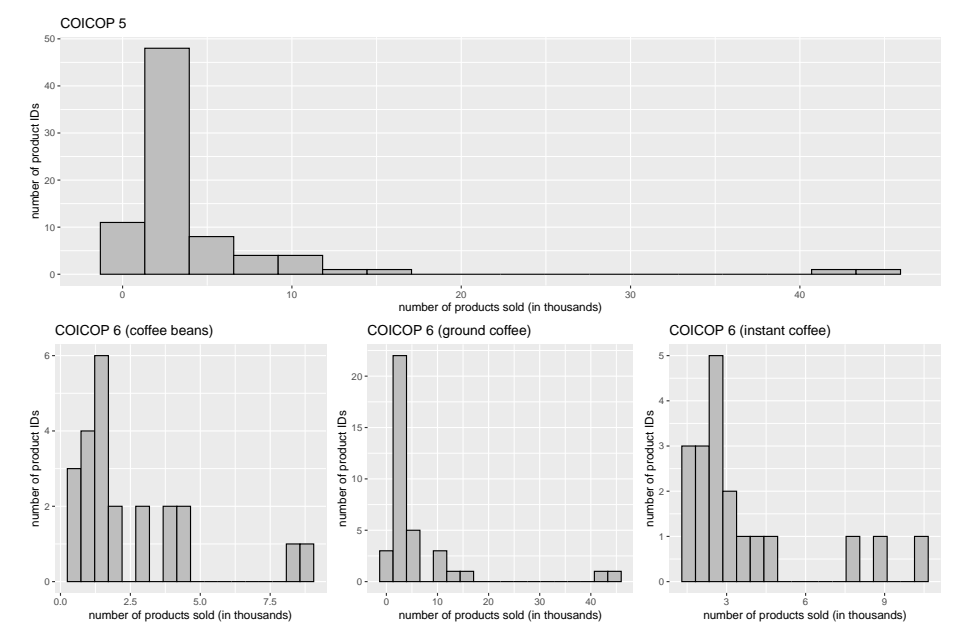 COICOP 5
50
40
30
20
10
0
number of product IDs
0 10 20 30 40
number of products sold (in thousands)
COICOP 6 (coffee beans)
6
4
2
0
number of product IDs
0.0 2.5 5.0 7.5
number of products sold (in thousands)
COICOP 6 (ground coffee)
20
15
10
5
0
number of product IDs
0 10 20 30 40
number of products sold (in thousands)
COICOP 6 (instant coffee)
5
4
3
2
1
0
number of product IDs
3 6 9
number of products sold (in thousands)